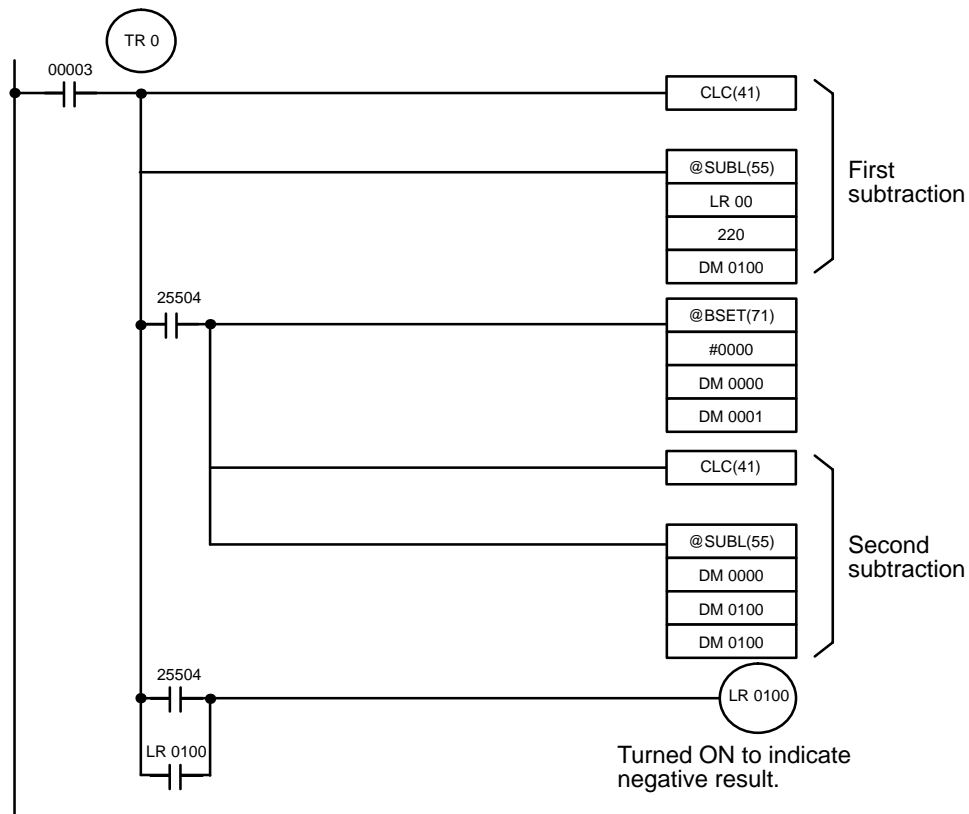 TR 0
00003
CLC(41)
@SUBL(55)
LR 00
220
DM 0100
First
subtraction
25504
@BSET(71)
#0000
DM 0000
DM 0001
CLC(41)
@SUBL(55)
DM 0000
DM 0100
DM 0100
Second
subtraction
25504
LR 0100
LR 0100
Turned ON to indicate
negative result.